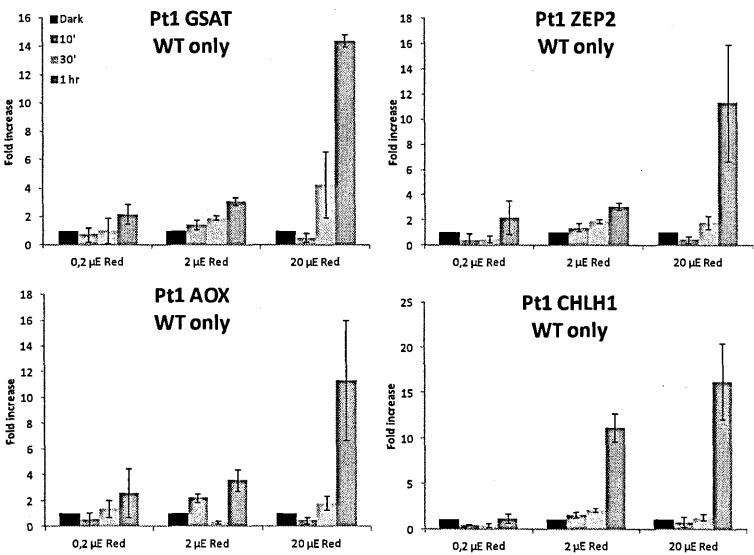 Pt1 GSAT
WT only
Dark
10'
30'
1 hr
Fold increase
16
14
12
10
8
6
4
2
0
0,2 µE Red
2 µE Red
20 µE Red
Pt1 ZEP2
WT only
Fold increase
18
16
14
12
10
8
6
4
2
0
0,2 µE Red
2 µE Red
20 µE Red
Pt1 AOX
WT only
Fold increase
18
16
14
12
10
8
6
4
2
0
0,2 µE Red
2 µE Red
20 µE Red
Pt1 CHLH1
WT only
Fold increase
25
20
15
10
5
0
0,2 µE Red
2 µE Red
20 µE Red